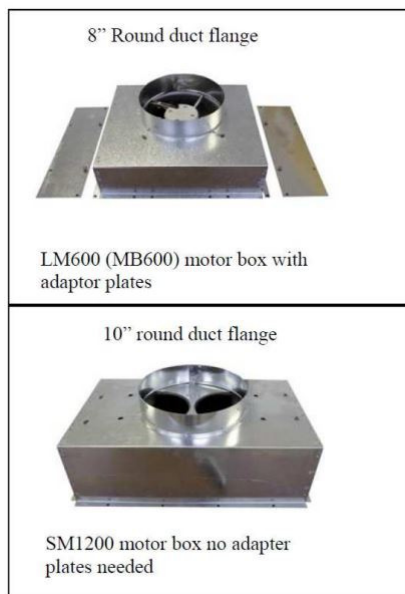 8” Round duct flange
LM600 (MB600) motor box with
adaptor plates
10” round duct flange
SM1200 motor box no adapter
plates needed